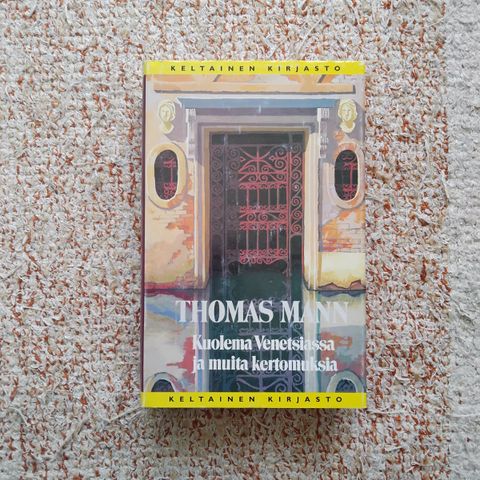 KELTAINEN KIRJASTO
THOMAS MANN
Kuolema Venetsiassa
ja muita kertomuksia
KELTAINEN KIRJASTO